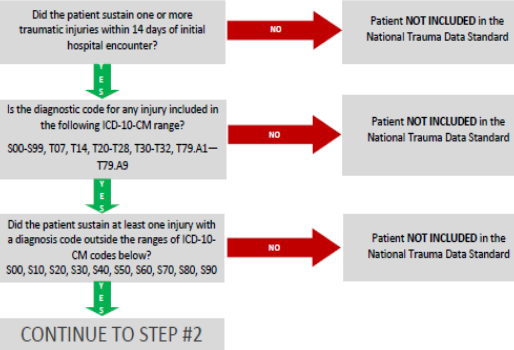 Did the patient sustain one or more
traumatic injuries within 14 days of initial
hospital encounter?
NO
Patient NOT INCLUDED in the
National Trauma Data Standard
YES
Is the diagnostic code for any injury included in
the following ICD-10-CM range?
S00-S99, T07, T14, T20-T28, T30-T32, T79.A1—
T79.A9
NO
Patient NOT INCLUDED in the
National Trauma Data Standard
YES
Did the patient sustain at least one injury with
a diagnosis code outside the ranges of ICD-10-
CM codes below?
S00, S10, S20, S30, S40, S50, S60, S70, S80, S90
NO
Patient NOT INCLUDED in the
National Trauma Data Standard
YES
CONTINUE TO STEP #2